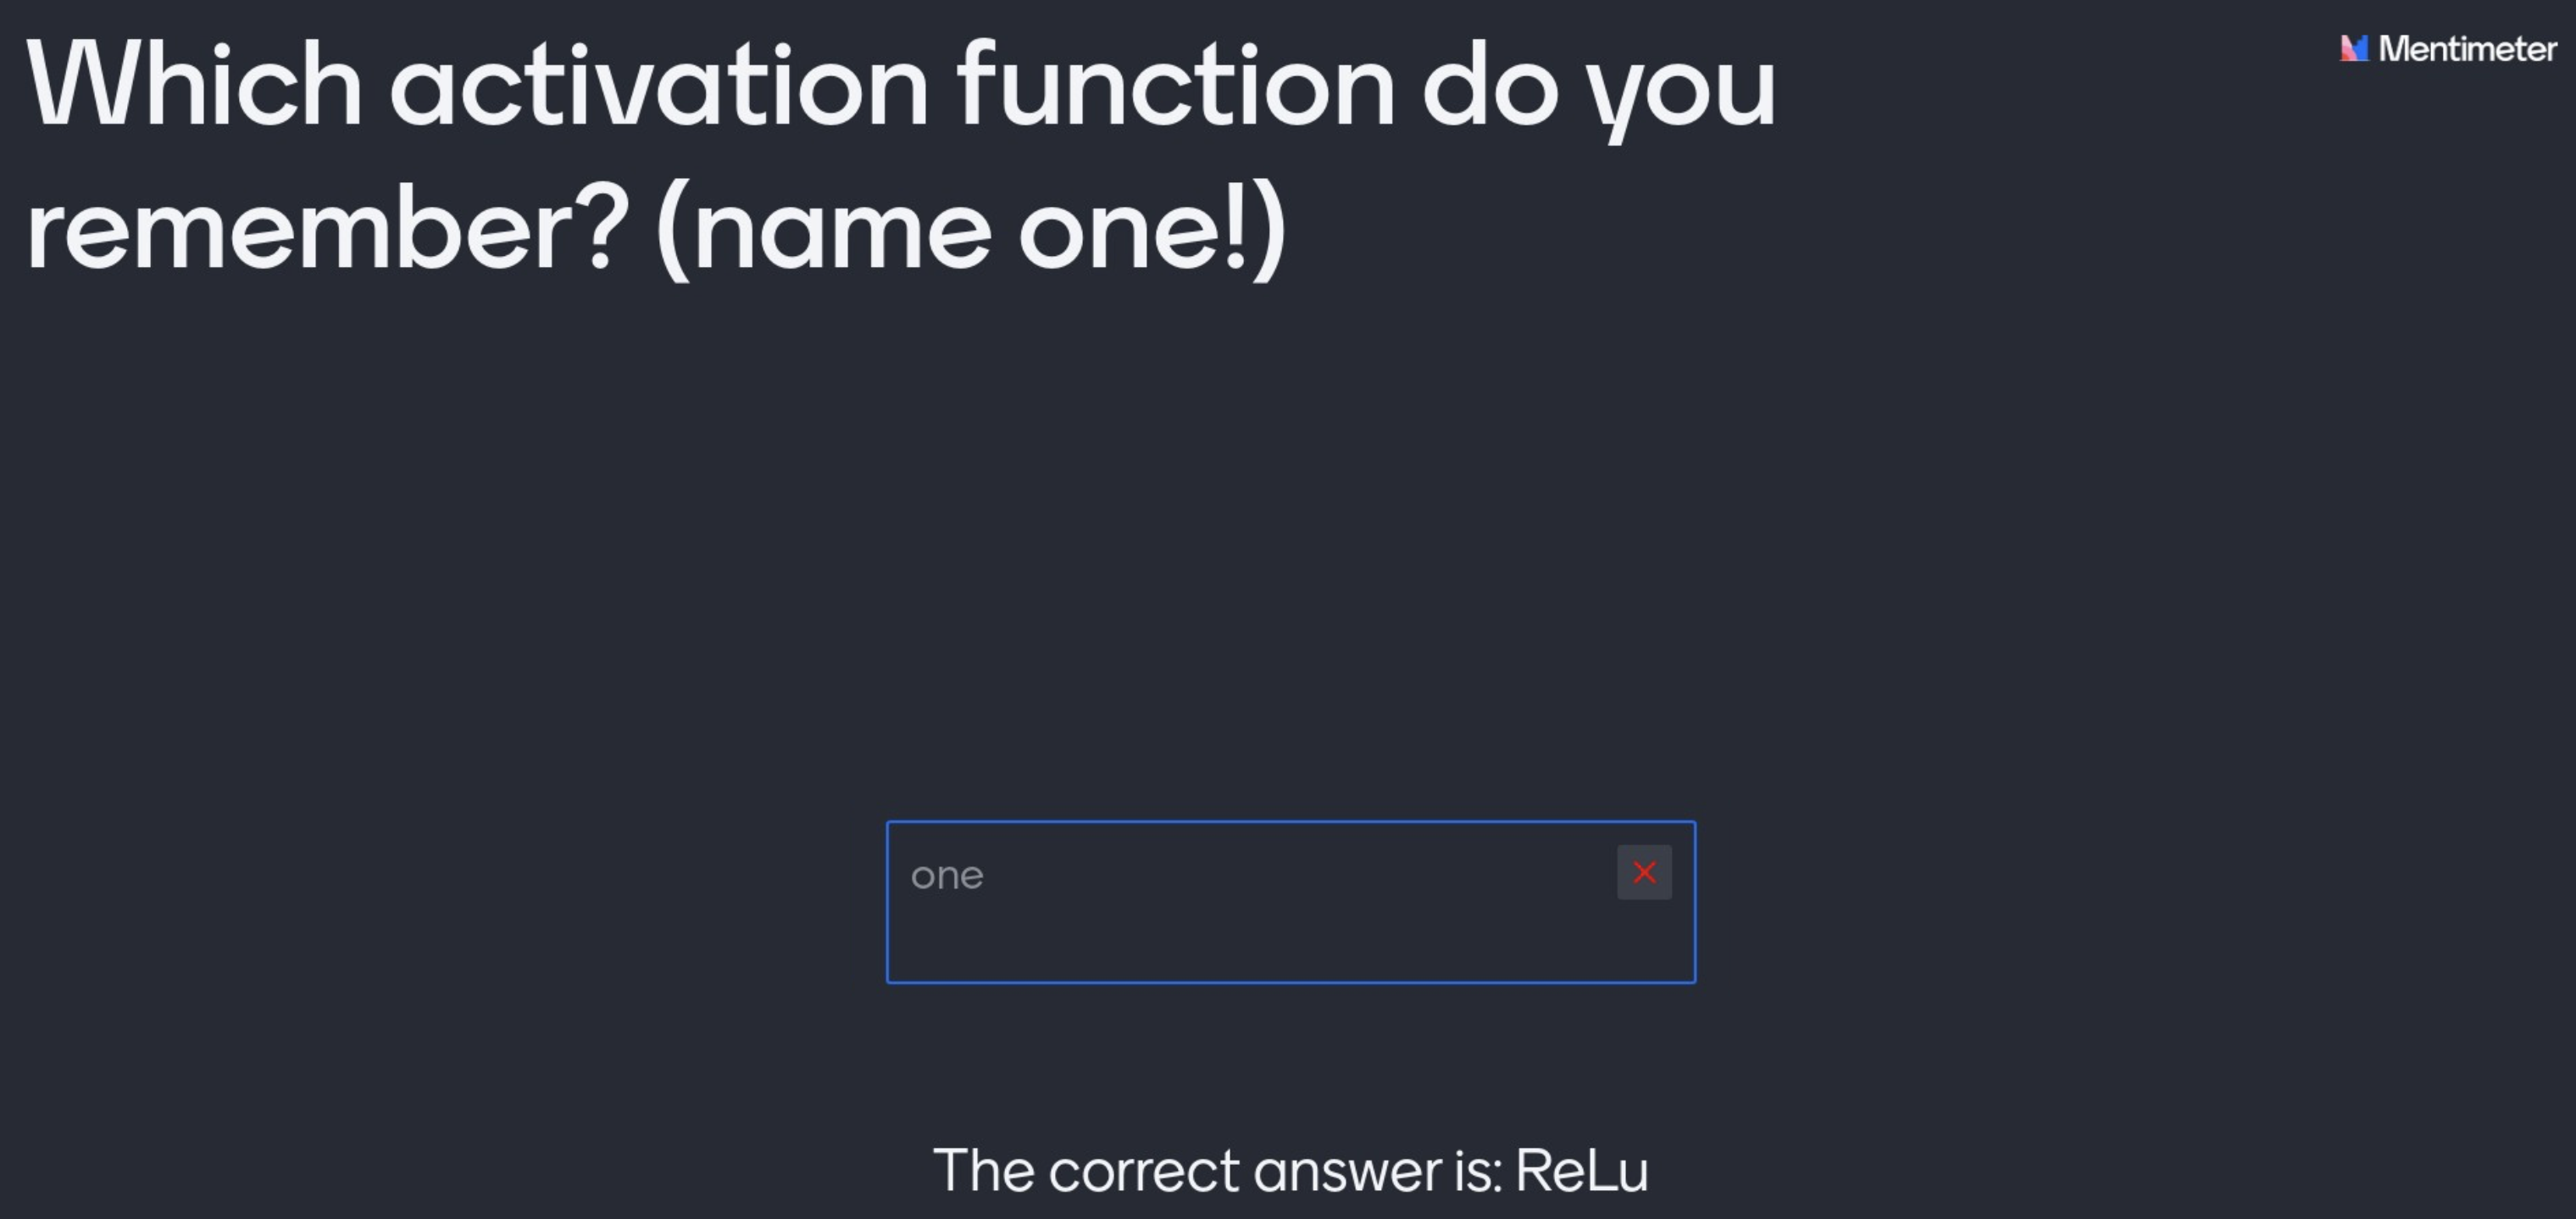 Which activation function do you
Mentimeter
remember? (name one!)
one
The correct answer is: ReLu